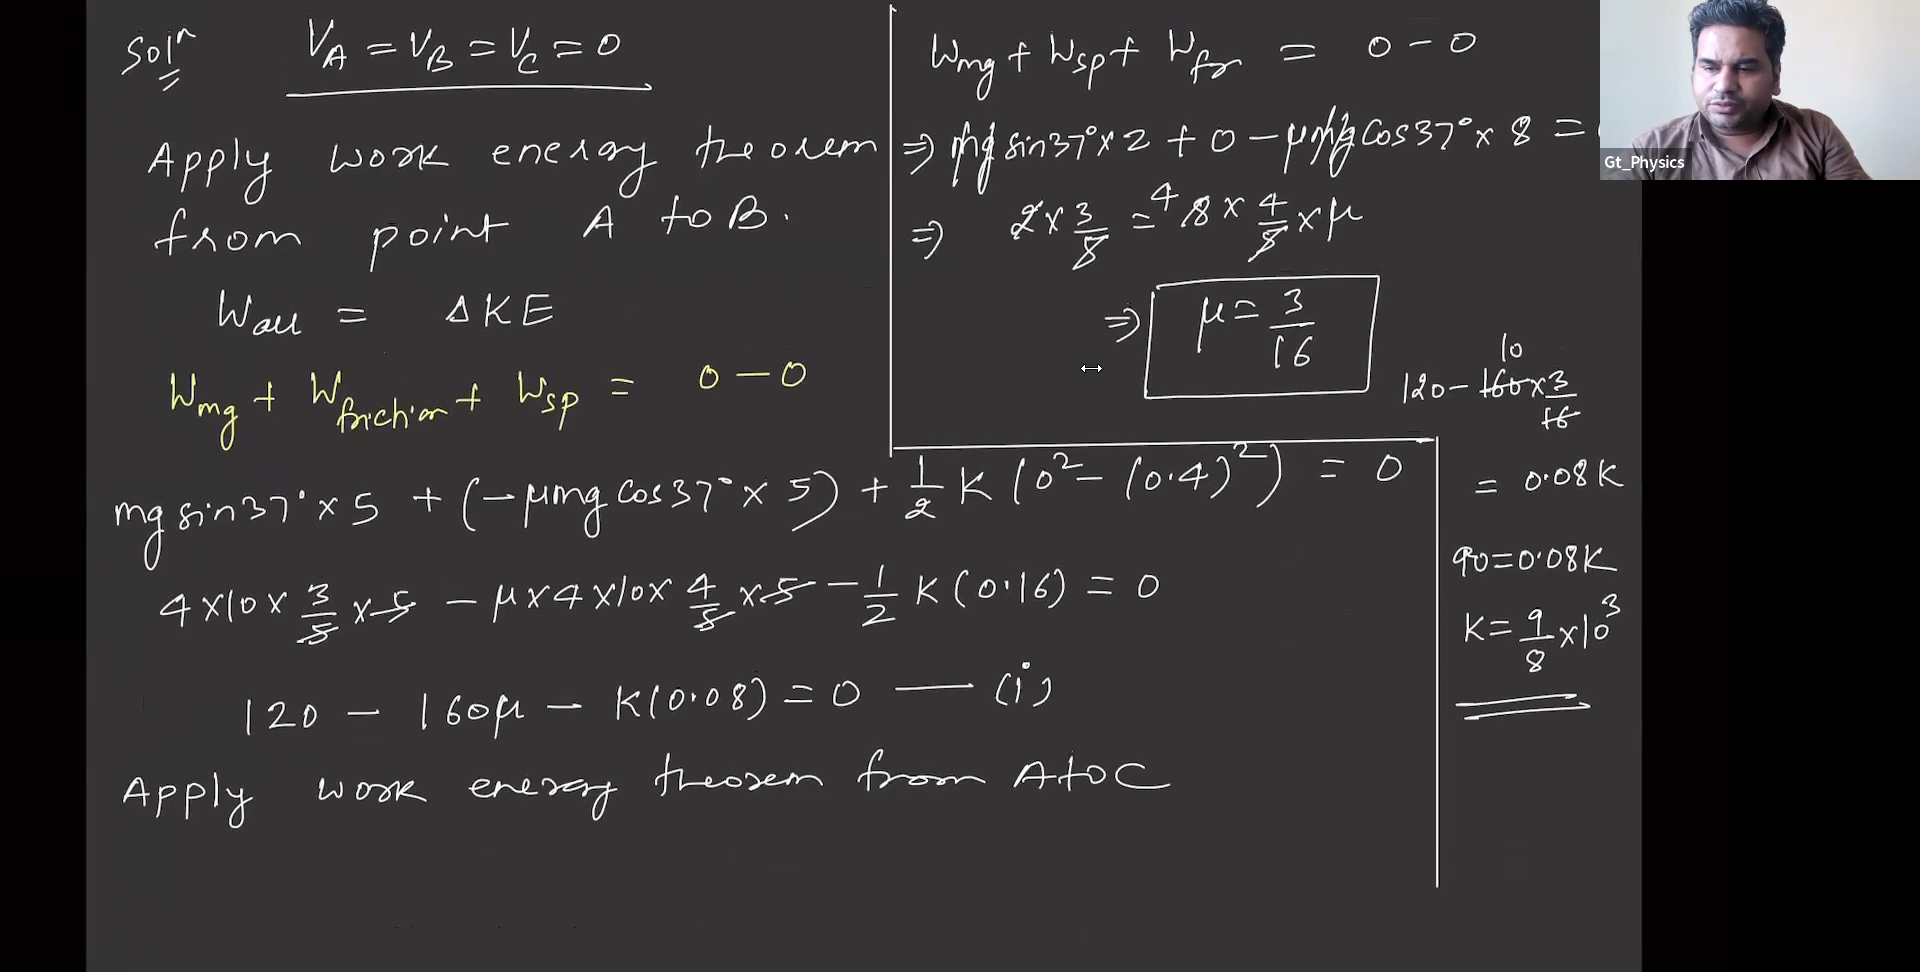 Solⁿ V_A = V_B = V_C = 0
Apply work energy theorem
from point A to B.
W_all = ΔKE
W_mg + W_friction + W_sp = 0 - 0
mg sin37° x 5 + (-μmg cos37° x 5) + 1/2 K (0² - (0.4)²) = 0
4 x 10 x 3/5 x 5 - μ x 4 x 10 x 4/5 x 5 - 1/2 K (0.16) = 0
120 - 160μ - K(0.08) = 0 — (i)
Apply work energy theorem from A to C
W_mg + W_sp + W_fr = 0 - 0
⇒ mg sin37° x 2 + 0 - μmg cos37° x 8 =
⇒ 2 x 3/5 = 4 8 x 4/5 x μ
⇒ μ = 3/16
10
120 - 160 x 3/16
= 0.08K
90 = 0.08K
K = 9/8 x 10³
Gt_Physics